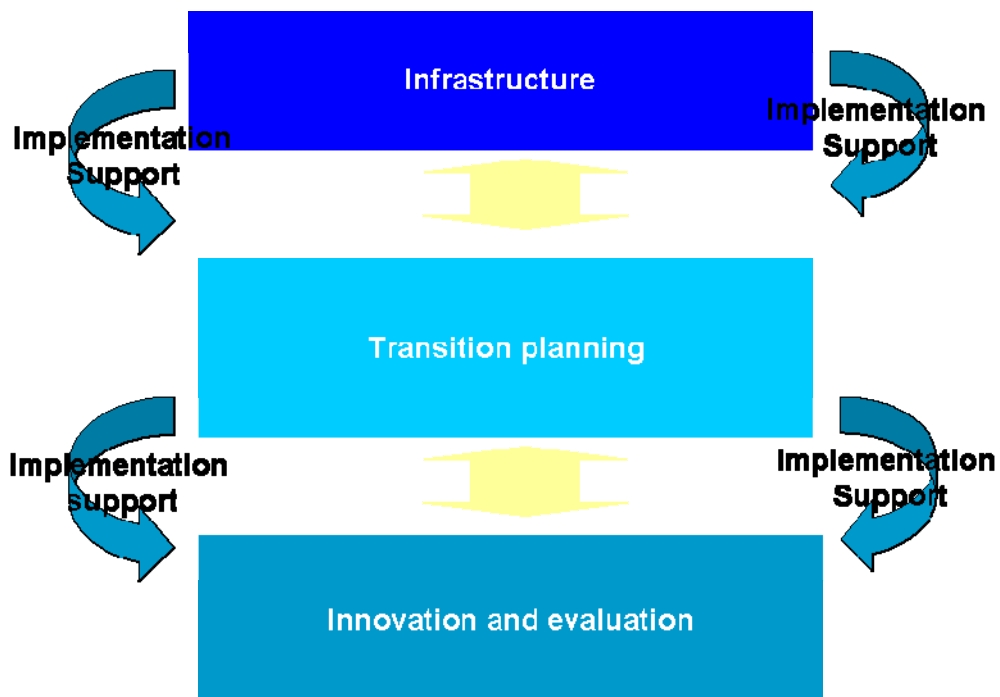 Infrastructure
Implementation
Support
Implementation
Support
Transition planning
Implementation
support
Implementation
Support
Innovation and evaluation